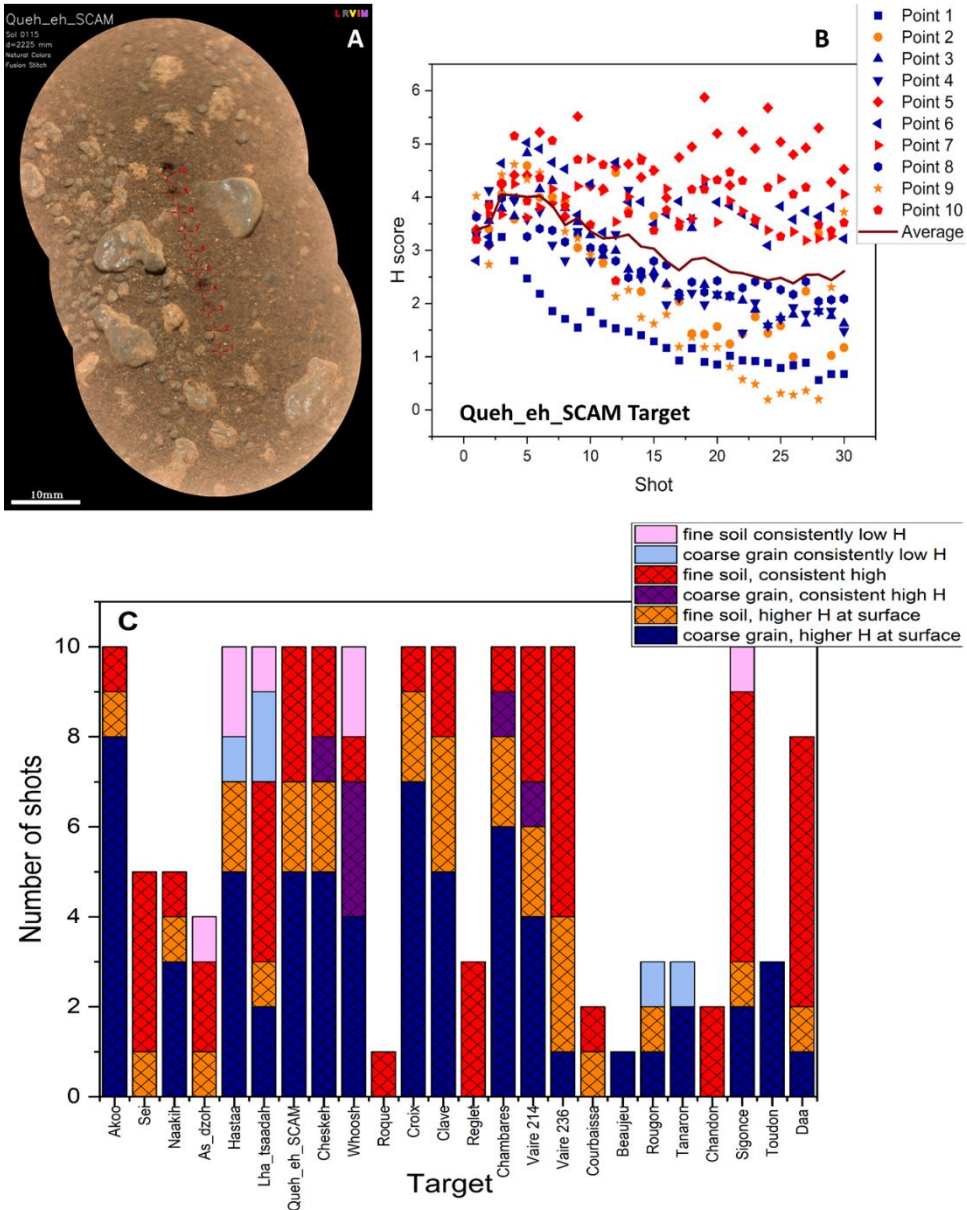 Queh_eh_SCAM
Sol 0115
d=2225 mm
Natural Colors
Fusion Stitch
LRVIM
A
10mm
B
H score
6
5
4
3
2
1
0
Queh_eh_SCAM Target
0
5
10
15
20
25
30
Shot
Point 1
Point 2
Point 3
Point 4
Point 5
Point 6
Point 7
Point 8
Point 9
Point 10
Average
fine soil consistently low H
coarse grain consistently low H
fine soil, consistent high
coarse grain, consistent high H
fine soil, higher H at surface
coarse grain, higher H at surface
C
Number of shots
10
8
6
4
2
0
Akoo
Sei
Naakih
As_dzoh
Hastaa
Lha_tsaadah
Queh_eh_SCAM
Cheskeh
Whoosh
Roque
Croix
Clave
Reglet
Chambares
Vaire 214
Vaire 236
Courbaissa
Beaujeu
Rougon
Tanaron
Chandon
Sigonce
Toudon
Daa
Target